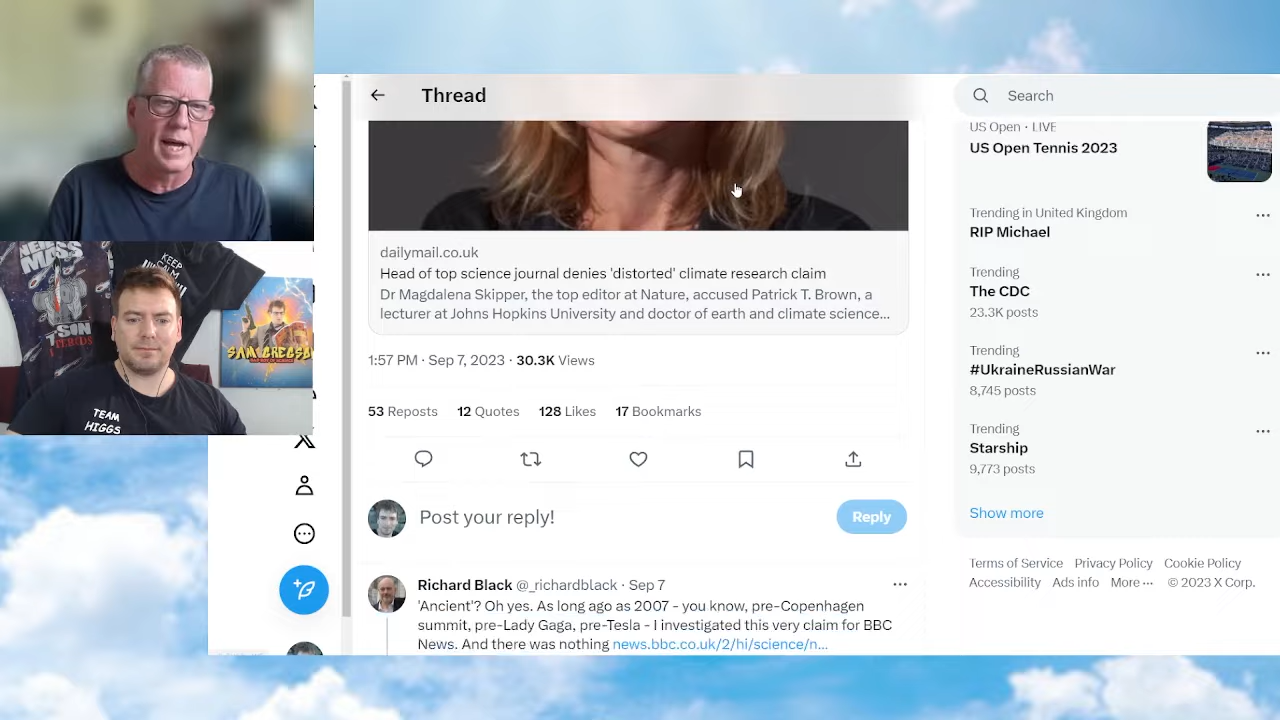 Thread
Search
US Open · LIVE
US Open Tennis 2023
Trending in United Kingdom
RIP Michael
Trending
The CDC
23.3K posts
Trending
#UkraineRussianWar
8,745 posts
Trending
Starship
9,773 posts
Show more
Terms of Service Privacy Policy Cookie Policy
Accessibility Ads info More ··· © 2023 X Corp.
dailymail.co.uk
Head of top science journal denies 'distorted' climate research claim
Dr Magdalena Skipper, the top editor at Nature, accused Patrick T. Brown, a
lecturer at Johns Hopkins University and doctor of earth and climate science...
1:57 PM · Sep 7, 2023 · 30.3K Views
53 Reposts 12 Quotes 128 Likes 17 Bookmarks
Post your reply!
Reply
Richard Black @_richardblack · Sep 7
'Ancient'? Oh yes. As long ago as 2007 - you know, pre-Copenhagen
summit, pre-Lady Gaga, pre-Tesla - I investigated this very claim for BBC
News. And there was nothing news.bbc.co.uk/2/hi/science/n...
MASS
KEEP
CALM
TEAM
HIGGS